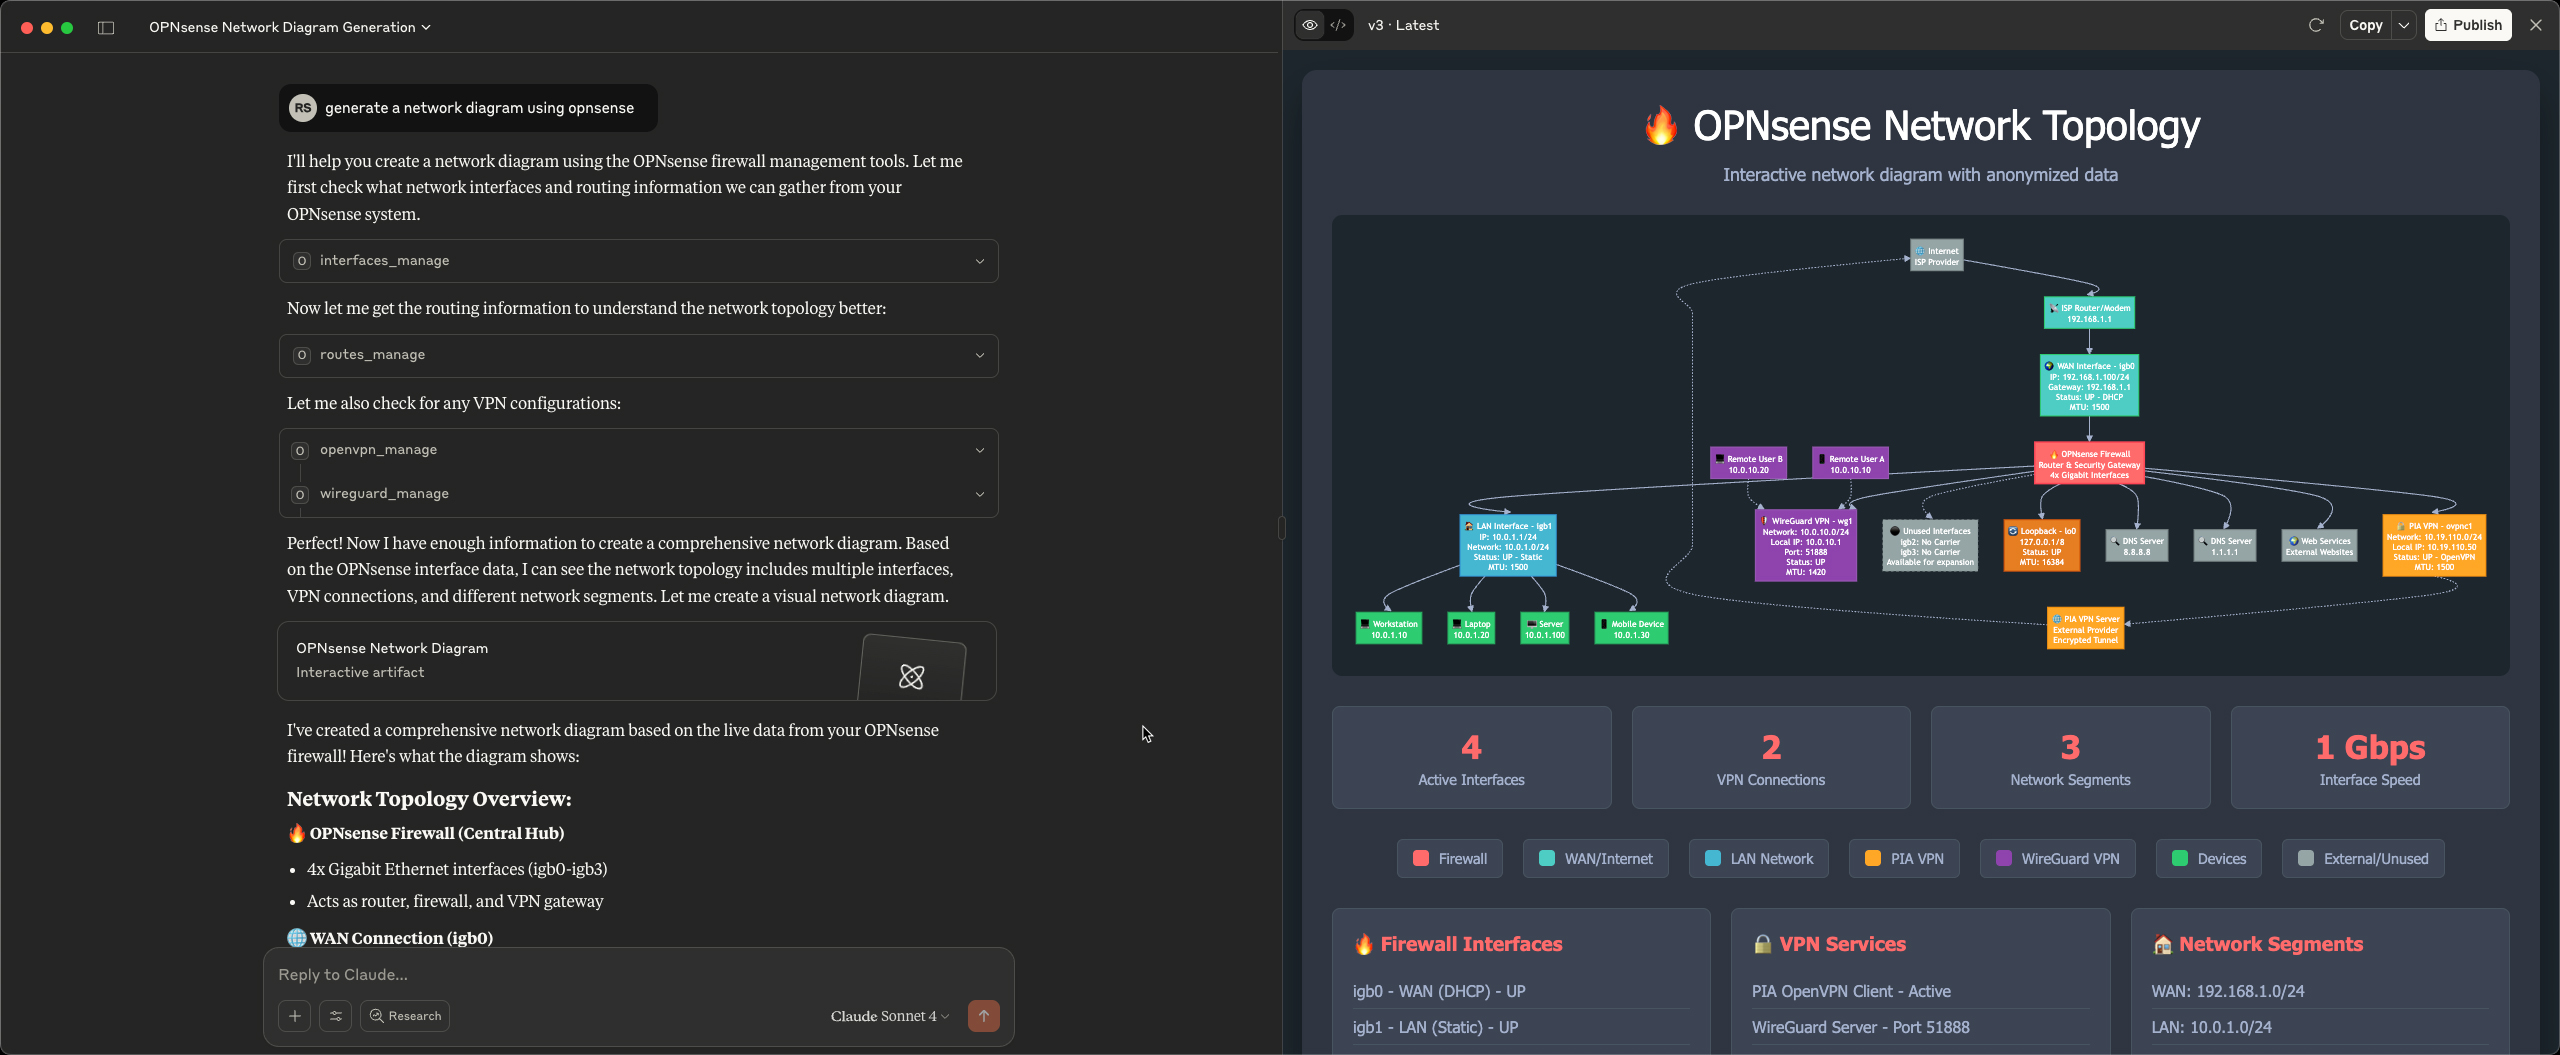 OPNsense Network Diagram Generation
RS
generate a network diagram using opnsense
I'll help you create a network diagram using the OPNsense firewall management tools. Let me
first check what network interfaces and routing information we can gather from your
OPNsense system.
O interfaces_manage
Now let me get the routing information to understand the network topology better:
O routes_manage
Let me also check for any VPN configurations:
O openvpn_manage
O wireguard_manage
Perfect! Now I have enough information to create a comprehensive network diagram. Based
on the OPNsense interface data, I can see the network topology includes multiple interfaces,
VPN connections, and different network segments. Let me create a visual network diagram.
OPNsense Network Diagram
Interactive artifact
I've created a comprehensive network diagram based on the live data from your OPNsense
firewall! Here's what the diagram shows:
Network Topology Overview:
🔥 OPNsense Firewall (Central Hub)
• 4x Gigabit Ethernet interfaces (igb0-igb3)
• Acts as router, firewall, and VPN gateway
🌐 WAN Connection (igb0)
Reply to Claude...
Research
Claude Sonnet 4
v3 · Latest
Copy
Publish
🔥 OPNsense Network Topology
Interactive network diagram with anonymized data
Internet
ISP Provider
ISP Router/Modem
192.168.1.1
WAN Interface - igb0
IP: 192.168.1.100/24
Gateway: 192.168.1.1
Status: UP - DHCP
MTU: 1500
OPNsense Firewall
Router & Security Gateway
4x Gigabit Interfaces
Remote User B
10.0.10.20
Remote User A
10.0.10.10
LAN Interface - igb1
IP: 10.0.1.1/24
Network: 10.0.1.0/24
Status: UP - Static
MTU: 1500
WireGuard VPN - wg1
Network: 10.0.10.0/24
Local IP: 10.0.10.1
Port: 51888
Status: UP
MTU: 1420
Unused Interfaces
igb2: No Carrier
igb3: No Carrier
Available for expansion
Loopback - lo0
127.0.0.1/8
Status: UP
MTU: 16384
DNS Server
8.8.8.8
DNS Server
1.1.1.1
Web Services
External Websites
PIA VPN - ovpnc1
Network: 10.19.110.0/24
Local IP: 10.19.110.50
Status: UP - OpenVPN
MTU: 1500
Workstation
10.0.1.10
Laptop
10.0.1.20
Server
10.0.1.100
Mobile Device
10.0.1.30
PIA VPN Server
External Provider
Encrypted Tunnel
4
Active Interfaces
2
VPN Connections
3
Network Segments
1 Gbps
Interface Speed
Firewall
WAN/Internet
LAN Network
PIA VPN
WireGuard VPN
Devices
External/Unused
🔥 Firewall Interfaces
igb0 - WAN (DHCP) - UP
igb1 - LAN (Static) - UP
🔒 VPN Services
PIA OpenVPN Client - Active
WireGuard Server - Port 51888
🏠 Network Segments
WAN: 192.168.1.0/24
LAN: 10.0.1.0/24